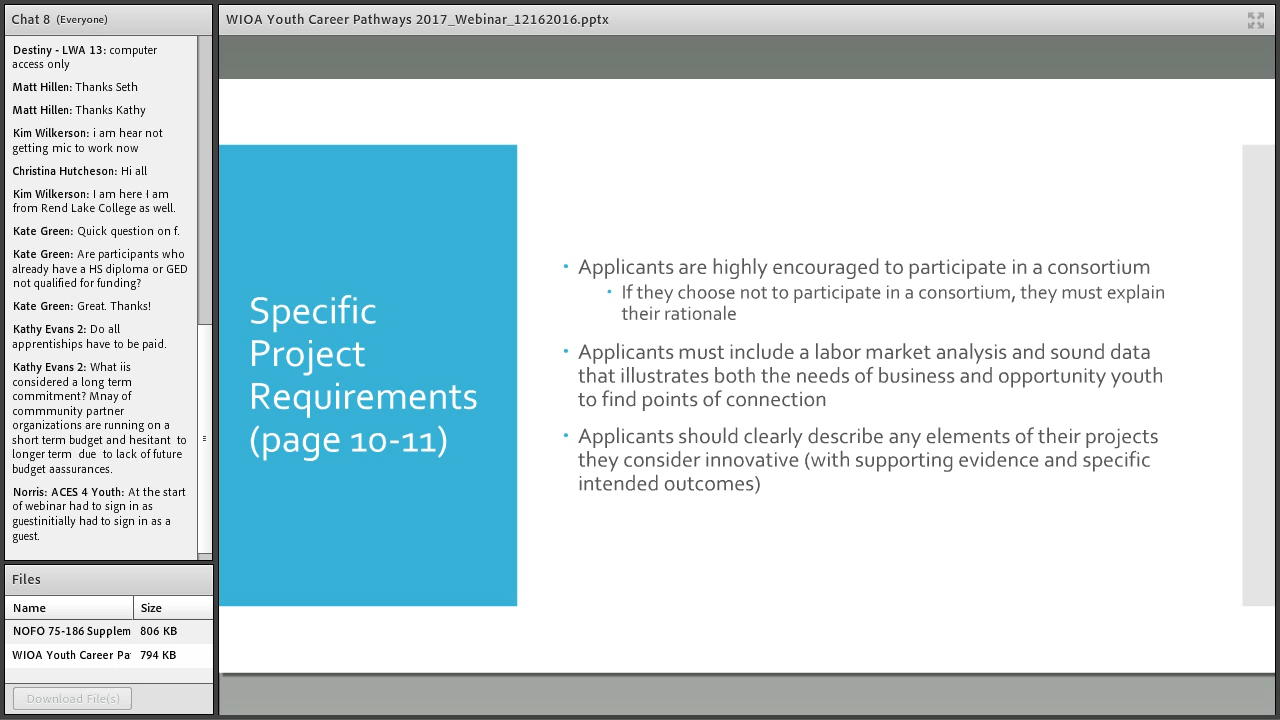 Chat 8 (Everyone)
Destiny - LWA 13: computer
access only
Matt Hillen: Thanks Seth
Matt Hillen: Thanks Kathy
Kim Wilkerson: i am hear not
getting mic to work now
Christina Hutcheson: Hi all
Kim Wilkerson: I am here I am
from Rend Lake College as well.
Kate Green: Quick question on f.
Kate Green: Are participants who
already have a HS diploma or GED
not qualified for funding?
Kate Green: Great. Thanks!
Kathy Evans 2: Do all
apprentiships have to be paid.
Kathy Evans 2: What iis
considered a long term
commitment? Mnay of
commmunity partner
organizations are running on a
short term budget and hesitant to
longer term due to lack of future
budget aassurances.
Norris: ACES 4 Youth: At the start
of webinar had to sign in as
guestinitially had to sign in as a
guest.
Files
Name Size
NOFO 75-186 Supplem 806 KB
WIOA Youth Career Pa 794 KB
Download File(s)
WIOA Youth Career Pathways 2017_Webinar_12162016.pptx
Specific
Project
Requirements
(page 10-11)
• Applicants are highly encouraged to participate in a consortium
• If they choose not to participate in a consortium, they must explain
their rationale
• Applicants must include a labor market analysis and sound data
that illustrates both the needs of business and opportunity youth
to find points of connection
• Applicants should clearly describe any elements of their projects
they consider innovative (with supporting evidence and specific
intended outcomes)